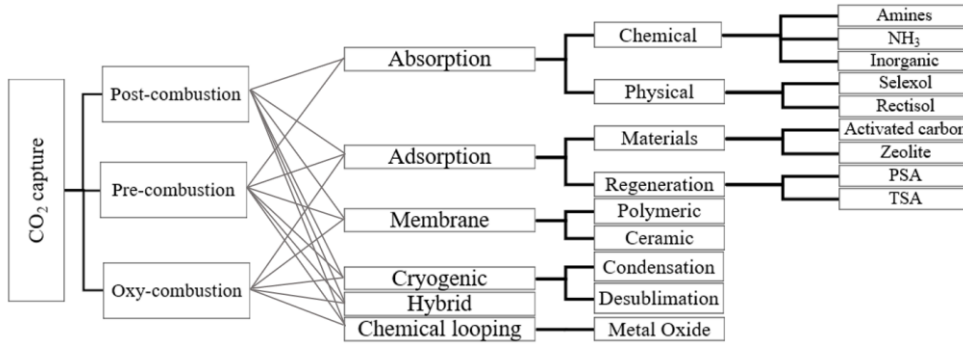 CO₂ capture
Post-combustion
Pre-combustion
Oxy-combustion
Absorption
Adsorption
Membrane
Cryogenic
Hybrid
Chemical looping
Chemical
Physical
Materials
Regeneration
Polymeric
Ceramic
Condensation
Desublimation
Metal Oxide
Amines
NH₃
Inorganic
Selexol
Rectisol
Activated carbon
Zeolite
PSA
TSA